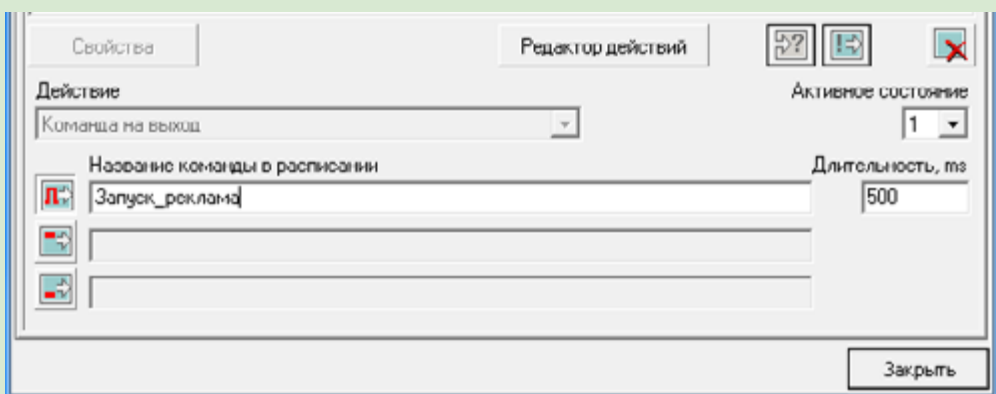 Свойства
Редактор действий
Действие
Активное состояние
Команда на выход
1
Название команды в расписании
Длительность, ms
Запуск_реклама
500
Закрыть